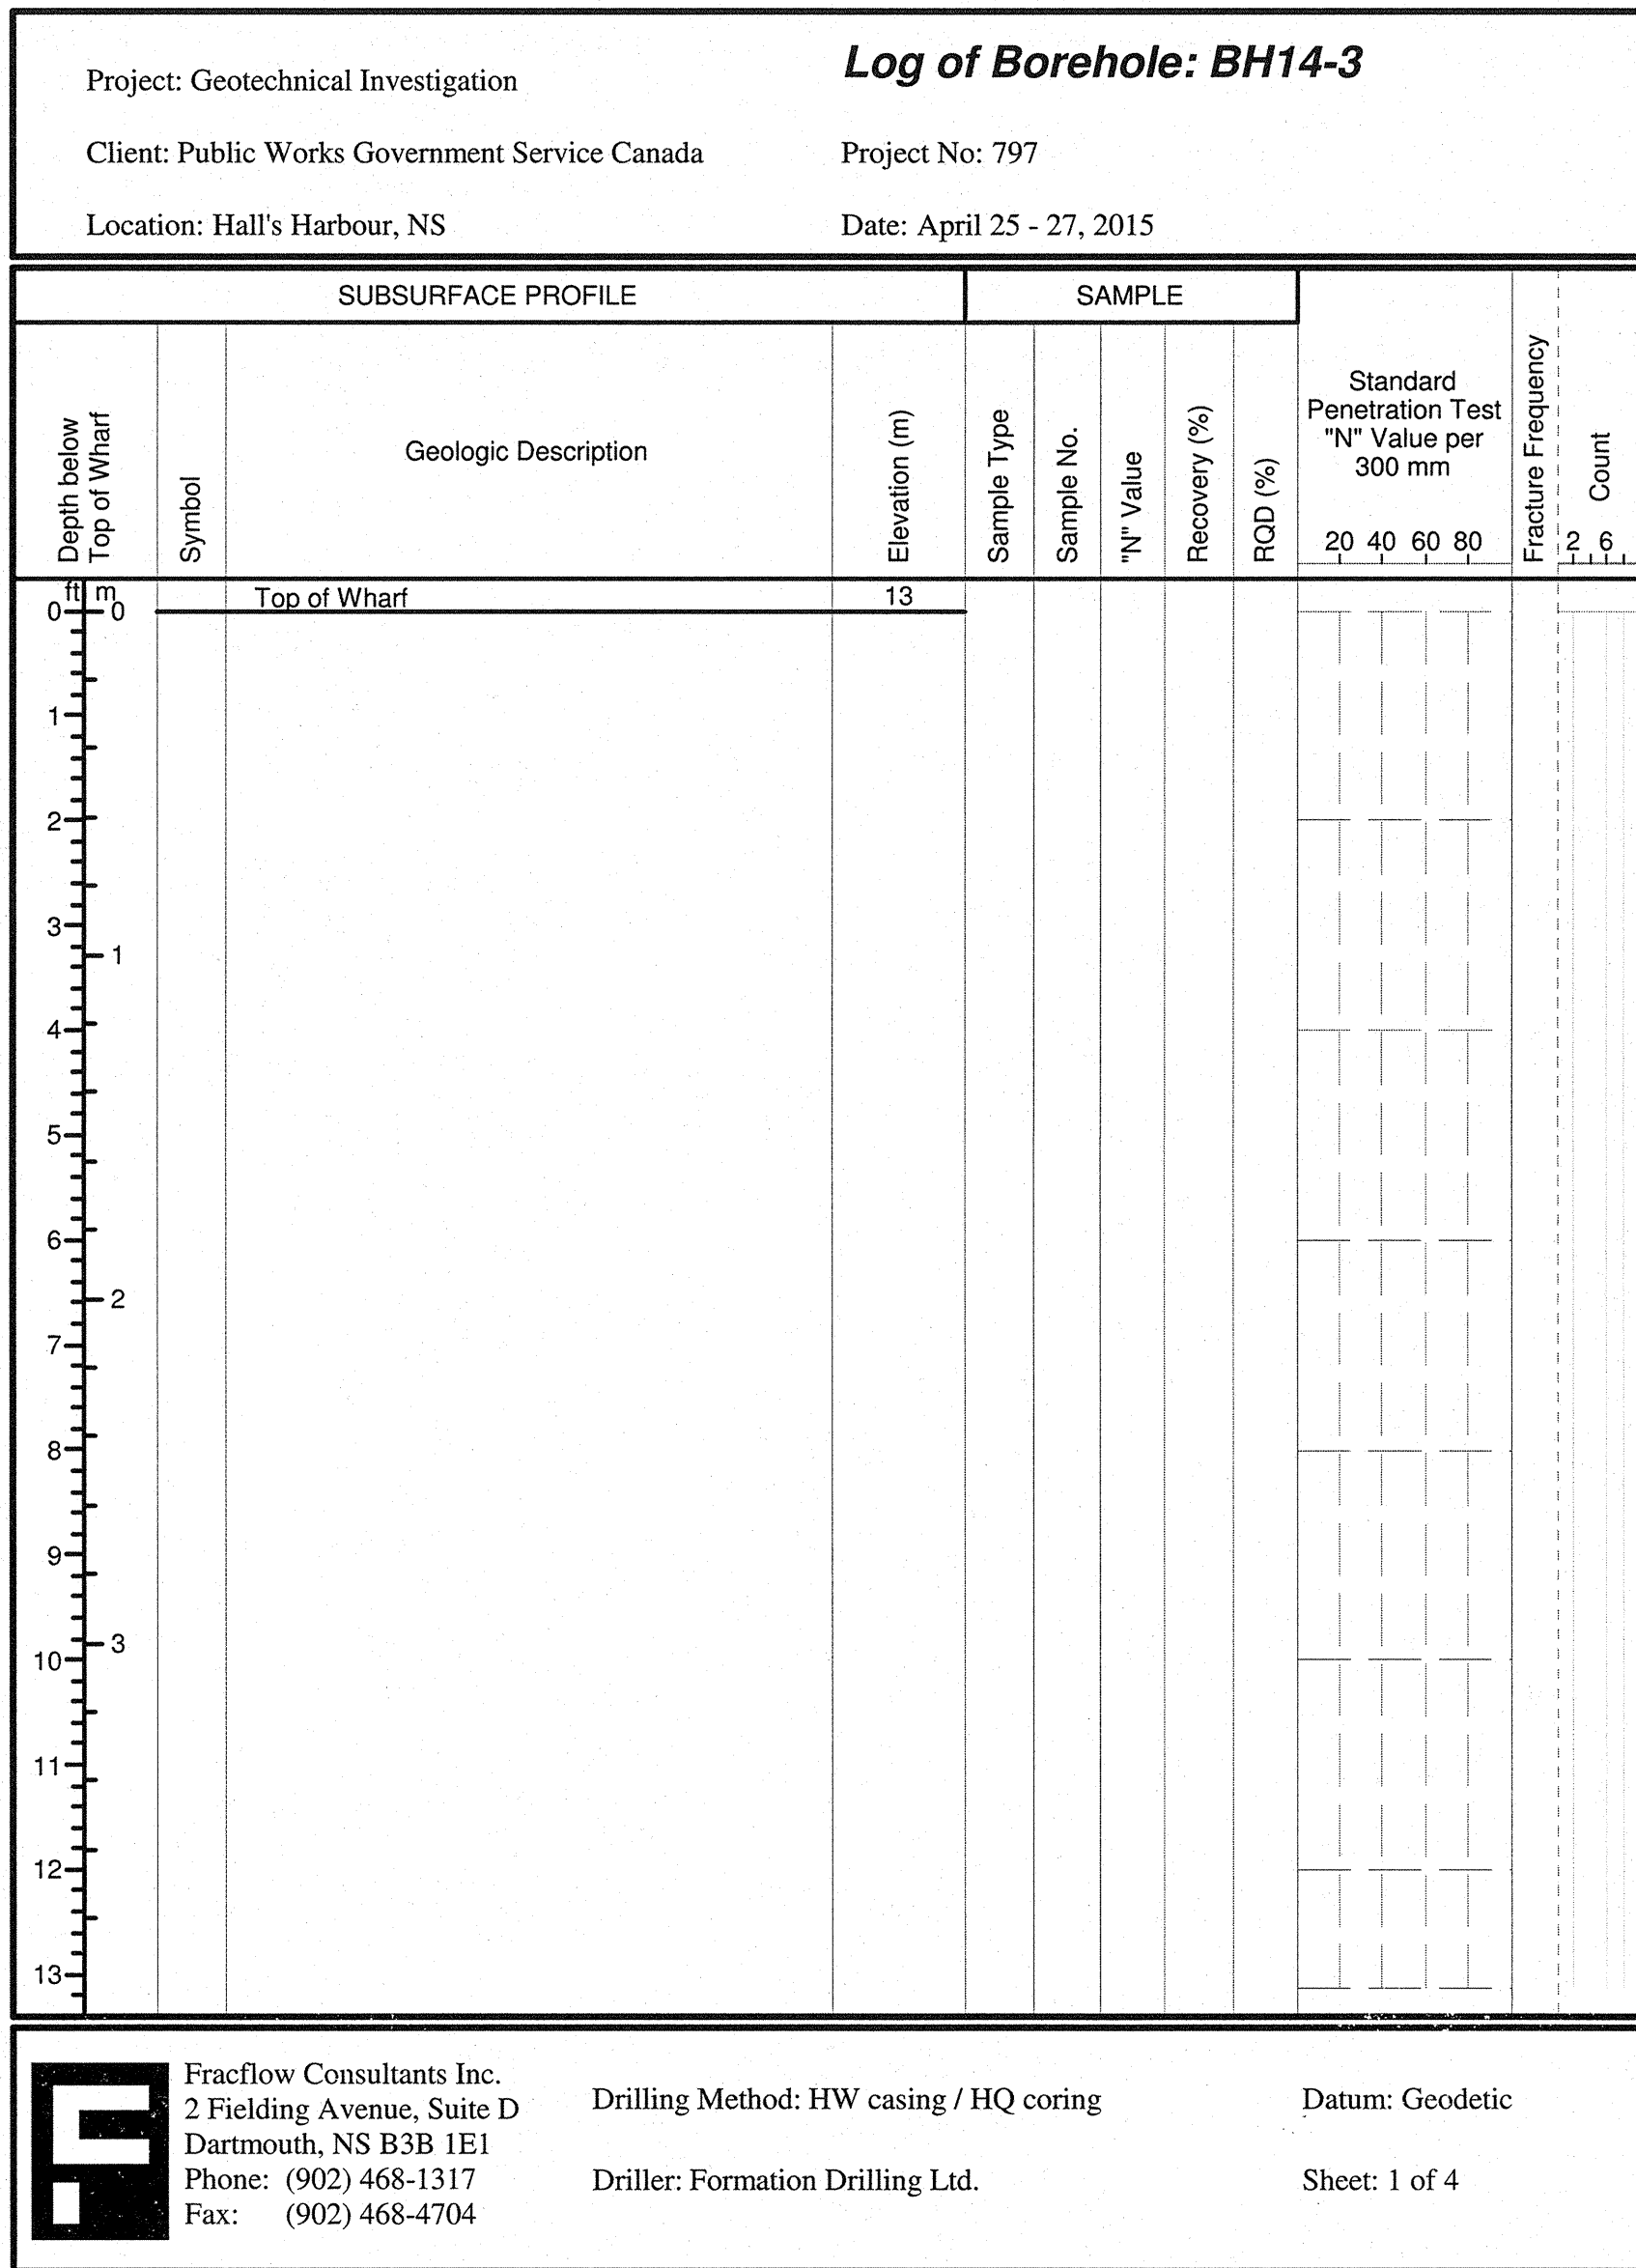 Project: Geotechnical Investigation
Log of Borehole: BH14-3
Client: Public Works Government Service Canada
Project No: 797
Location: Hall's Harbour, NS
Date: April 25 - 27, 2015
SUBSURFACE PROFILE
SAMPLE
Depth below
Top of Wharf
Symbol
Geologic Description
Elevation (m)
Sample Type
Sample No.
"N" Value
Recovery (%)
RQD (%)
Standard
Penetration Test
"N" Value per
300 mm
20 40 60 80
Fracture Frequency
Count
2 6
ft m
Top of Wharf
13
0 0
1
2
3
1
4
5
6
2
7
8
9
3
10
11
12
13
Fracflow Consultants Inc.
2 Fielding Avenue, Suite D
Dartmouth, NS B3B 1E1
Phone: (902) 468-1317
Fax: (902) 468-4704
Drilling Method: HW casing / HQ coring
Driller: Formation Drilling Ltd.
Datum: Geodetic
Sheet: 1 of 4